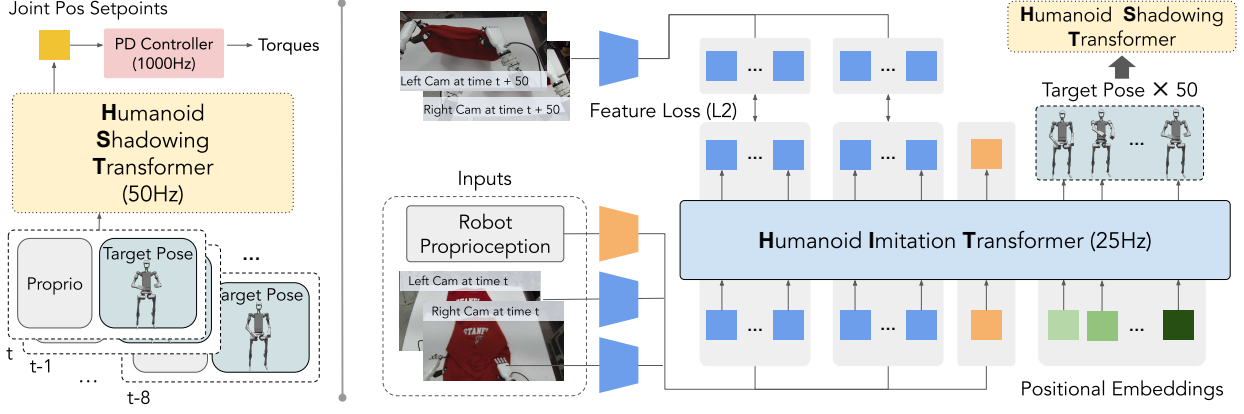 Joint Pos Setpoints
PD Controller
(1000Hz)
Torques
Humanoid
Shadowing
Transformer
(50Hz)
Proprio
Target Pose
...
Target Pose
t
t-1
...
t-8
Left Cam at time t + 50
Right Cam at time t + 50
Feature Loss (L2)
...
...
...
...
Humanoid Shadowing
Transformer
Target Pose × 50
...
Inputs
Robot
Proprioception
Humanoid Imitation Transformer (25Hz)
Left Cam at time t
Right Cam at time t
STANF
...
...
...
Positional Embeddings